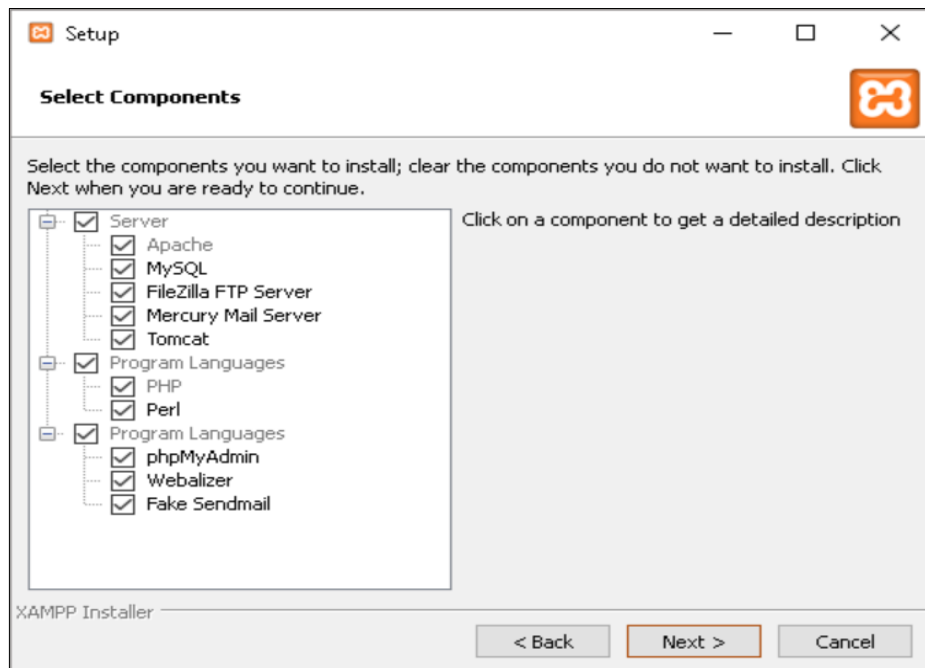 Setup
Select Components
Select the components you want to install; clear the components you do not want to install. Click
Next when you are ready to continue.
Server
Apache
MySQL
FileZilla FTP Server
Mercury Mail Server
Tomcat
Program Languages
PHP
Perl
Program Languages
phpMyAdmin
Webalizer
Fake Sendmail
Click on a component to get a detailed description
XAMPP Installer
< Back
Next >
Cancel